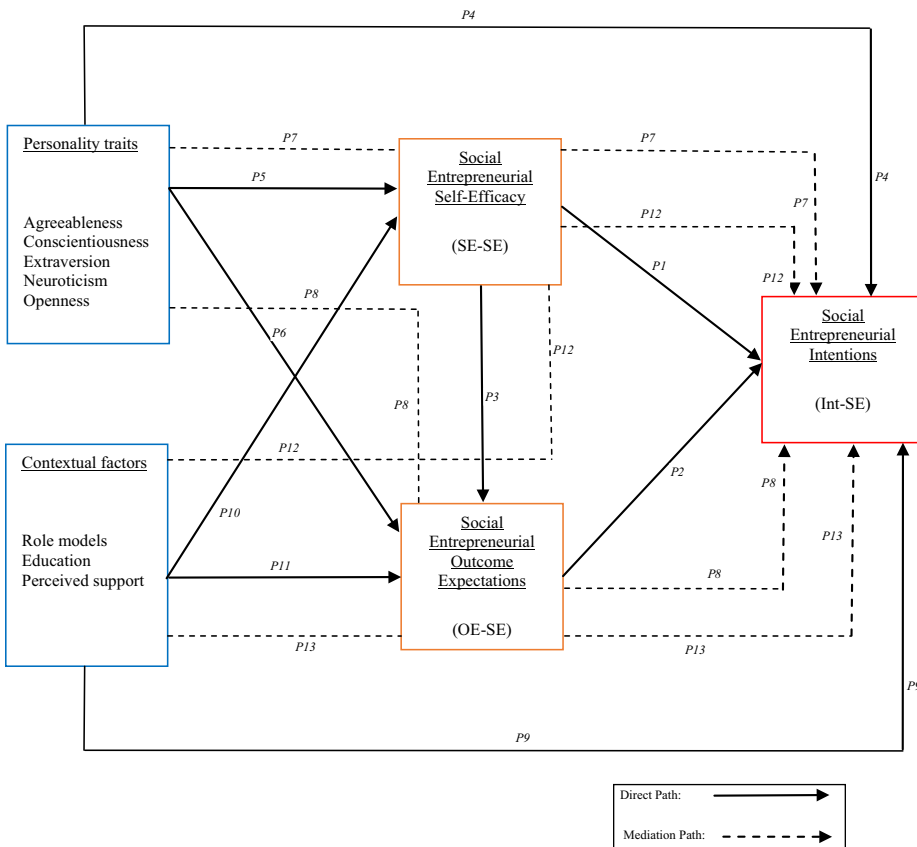 P4
Personality traits
Agreeableness
Conscientiousness
Extraversion
Neuroticism
Openness
P7
P5
Social
Entrepreneurial
Self-Efficacy
(SE-SE)
P7
P12
P7
P4
P1
P12
P8
P6
P8
P3
P12
Social
Entrepreneurial
Intentions
(Int-SE)
Contextual factors
Role models
Education
Perceived support
P12
P10
P11
P13
Social
Entrepreneurial
Outcome
Expectations
(OE-SE)
P2
P8
P8
P13
P13
P9
P9
Direct Path:
Mediation Path: